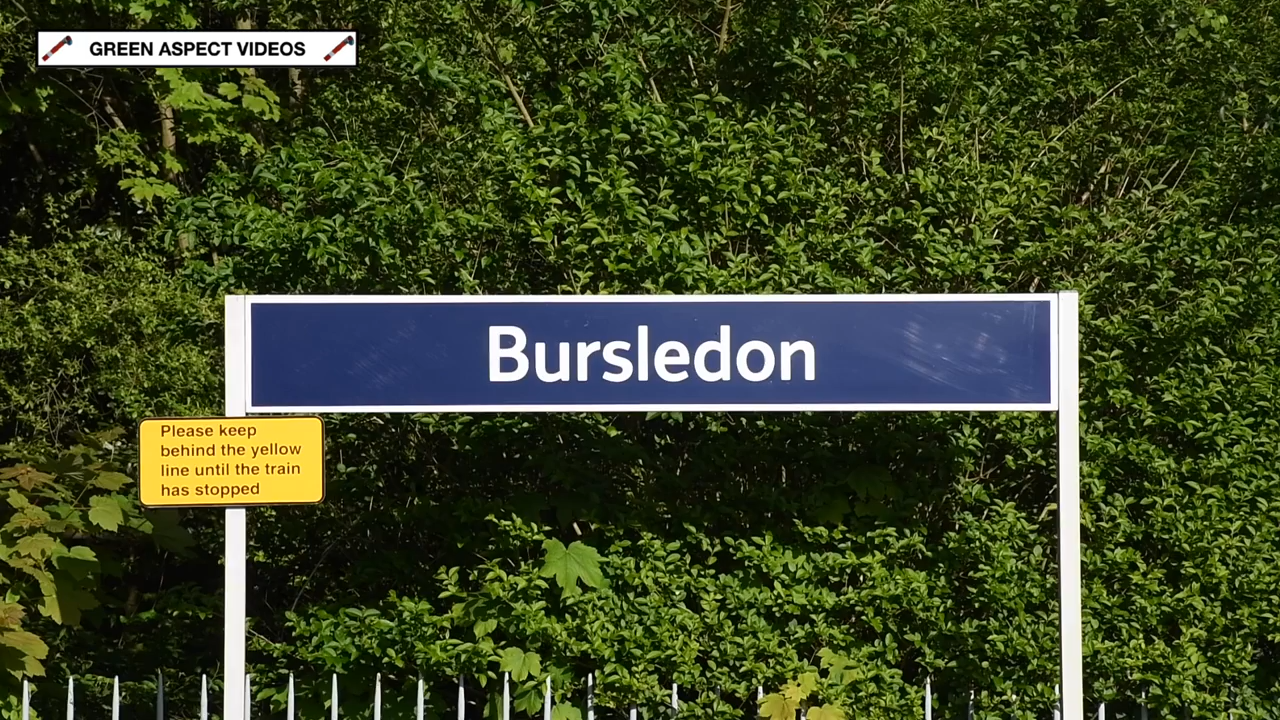 GREEN ASPECT VIDEOS
Bursledon
Please keep
behind the yellow
line until the train
has stopped